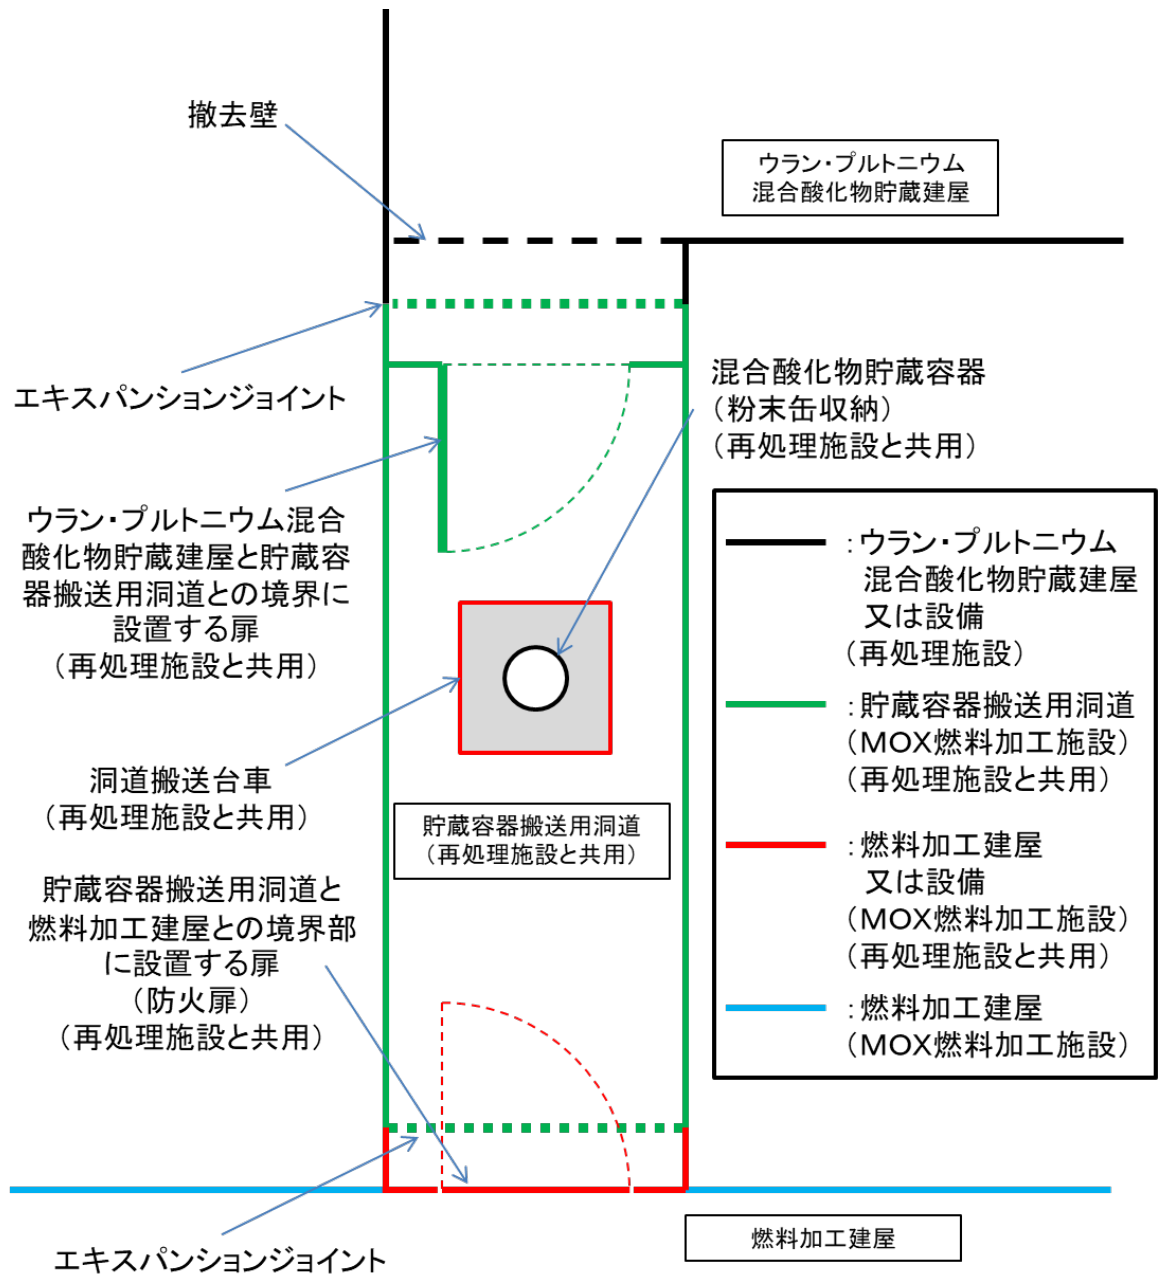 撤去壁
ウラン・プルトニウム
混合酸化物貯蔵建屋
エキスパンションジョイント
混合酸化物貯蔵容器
（粉末缶収納）
（再処理施設と共用）
ウラン・プルトニウム混合
酸化物貯蔵建屋と貯蔵容
器搬送用洞道との境界に
設置する扉
（再処理施設と共用）
洞道搬送台車
（再処理施設と共用）
貯蔵容器搬送用洞道
（再処理施設と共用）
貯蔵容器搬送用洞道と
燃料加工建屋との境界部
に設置する扉
（防火扉）
（再処理施設と共用）
：ウラン・プルトニウム
混合酸化物貯蔵建屋
又は設備
（再処理施設）
：貯蔵容器搬送用洞道
（MOX燃料加工施設）
（再処理施設と共用）
：燃料加工建屋
又は設備
（MOX燃料加工施設）
（再処理施設と共用）
：燃料加工建屋
（MOX燃料加工施設）
エキスパンションジョイント
燃料加工建屋